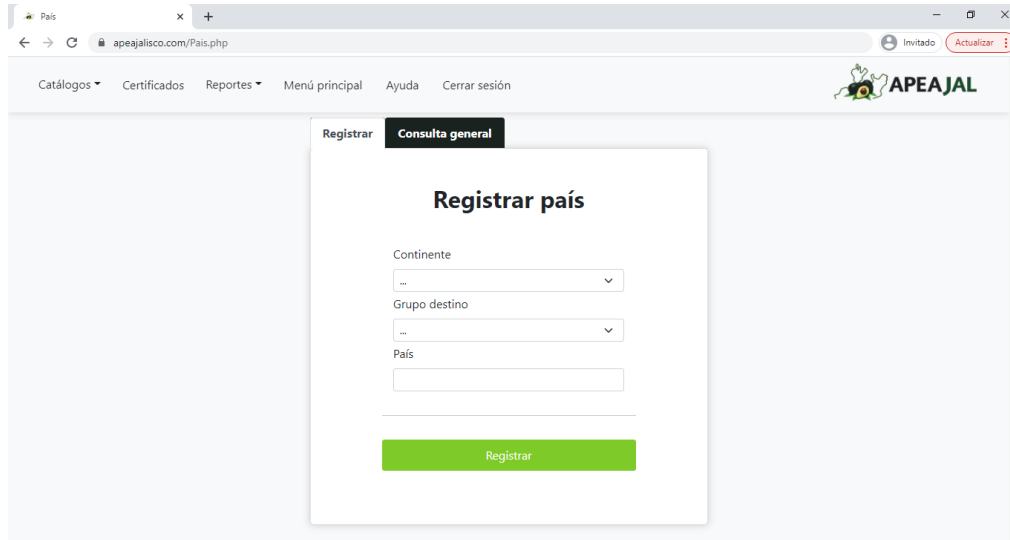 País
apeajalisco.com/Pais.php
Invitado
Actualizar
Catálogos Certificados Reportes Menú principal Ayuda Cerrar sesión
APEAJAL
Registrar Consulta general
Registrar país
Continente
...
Grupo destino
...
País
Registrar